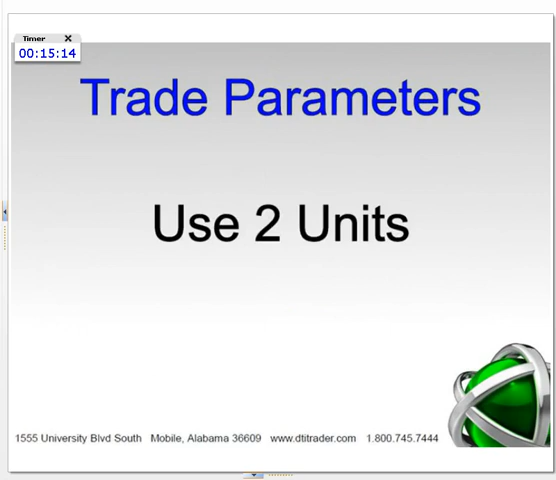 Timer X
00:15:14
Trade Parameters
Use 2 Units
1555 University Blvd South Mobile, Alabama 36609 www.dtitrader.com 1.800.745.7444